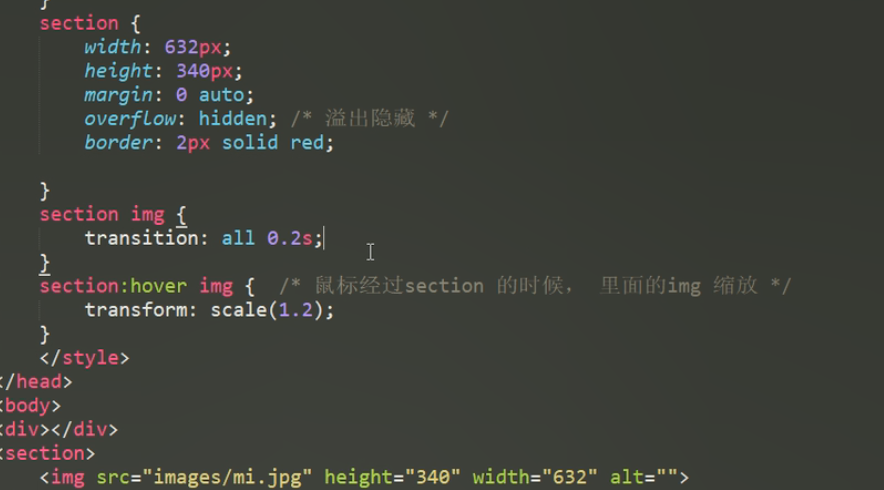 }
section {
width: 632px;
height: 340px;
margin: 0 auto;
overflow: hidden; /* 溢出隐藏 */
border: 2px solid red;
}
section img {
transition: all 0.2s;
}
section:hover img { /* 鼠标经过section 的时候， 里面的img 缩放 */
transform: scale(1.2);
}
</style>
</head>
<body>
<div></div>
<section>
<img src="images/mi.jpg" height="340" width="632" alt="">